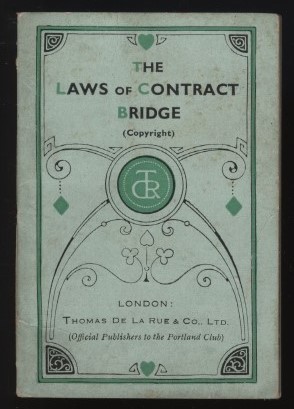 THE
LAWS OF CONTRACT
BRIDGE
(Copyright)
TDLR
LONDON:
THOMAS DE LA RUE & CO., LTD.
(Official Publishers to the Portland Club)